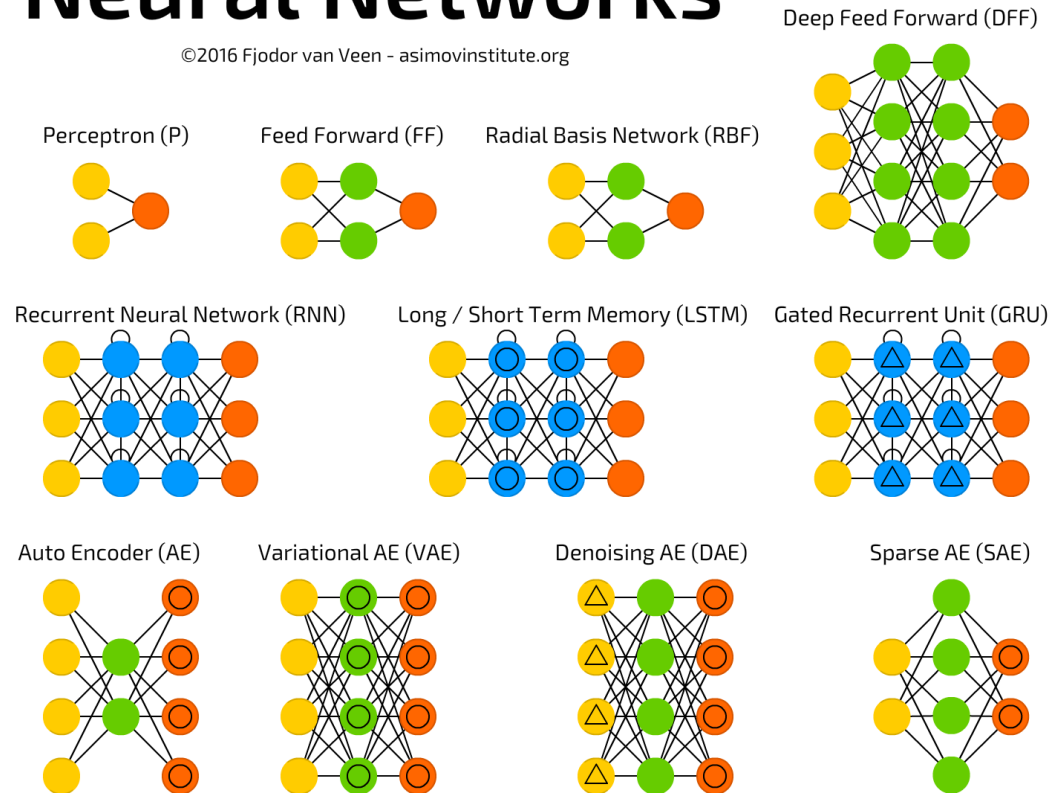 Neural Networks
Deep Feed Forward (DFF)
©2016 Fjodor van Veen - asimovinstitute.org
Perceptron (P)
Feed Forward (FF)
Radial Basis Network (RBF)
Recurrent Neural Network (RNN)
Long / Short Term Memory (LSTM)
Gated Recurrent Unit (GRU)
Auto Encoder (AE)
Variational AE (VAE)
Denoising AE (DAE)
Sparse AE (SAE)